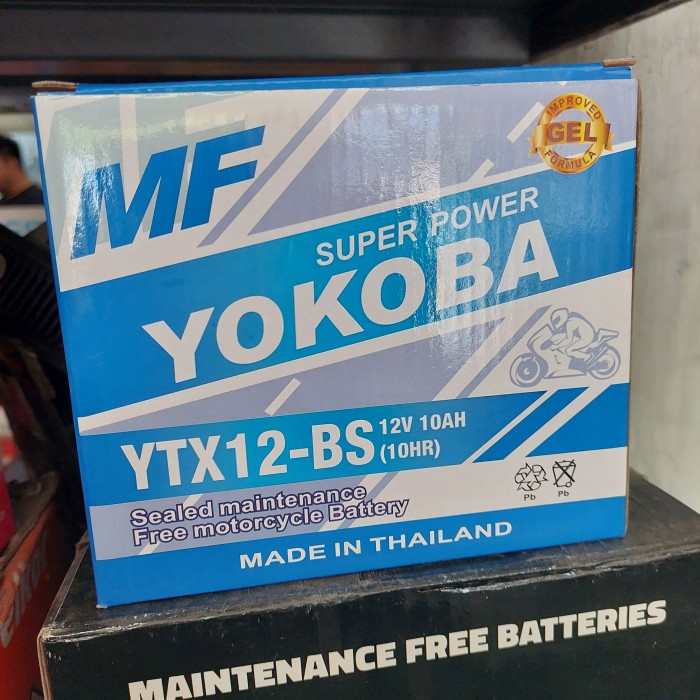 MF
IMPROVED
GEL
FORMULA
SUPER POWER
YOKOBA
YTX12-BS 12V 10AH
(10HR)
Sealed maintenance
Free motorcycle Battery
Pb Pb
MADE IN THAILAND
MAINTENANCE FREE BATTERIES